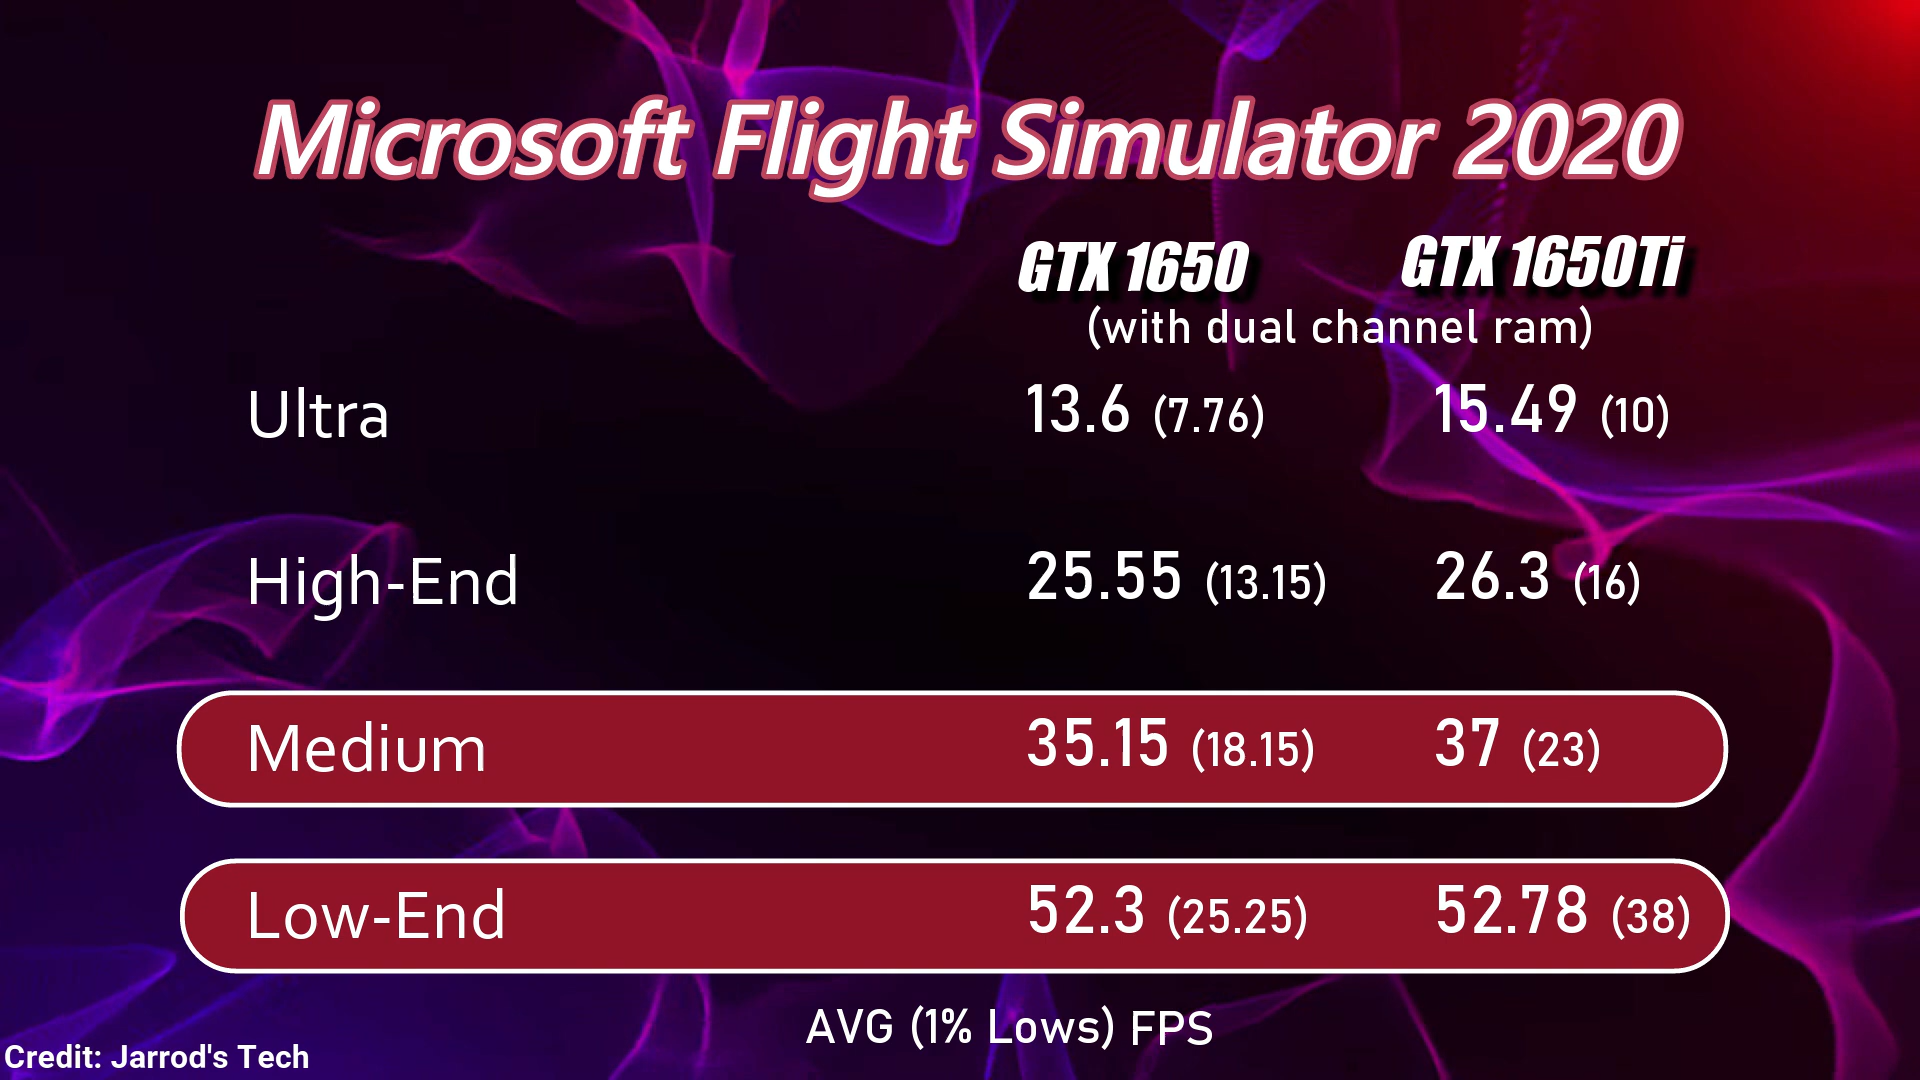 Microsoft Flight Simulator 2020
GTX 1650 GTX 1650Ti
(with dual channel ram)
Ultra 13.6 (7.76) 15.49 (10)
High-End 25.55 (13.15) 26.3 (16)
Medium 35.15 (18.15) 37 (23)
Low-End 52.3 (25.25) 52.78 (38)
AVG (1% Lows) FPS
Credit: Jarrod's Tech